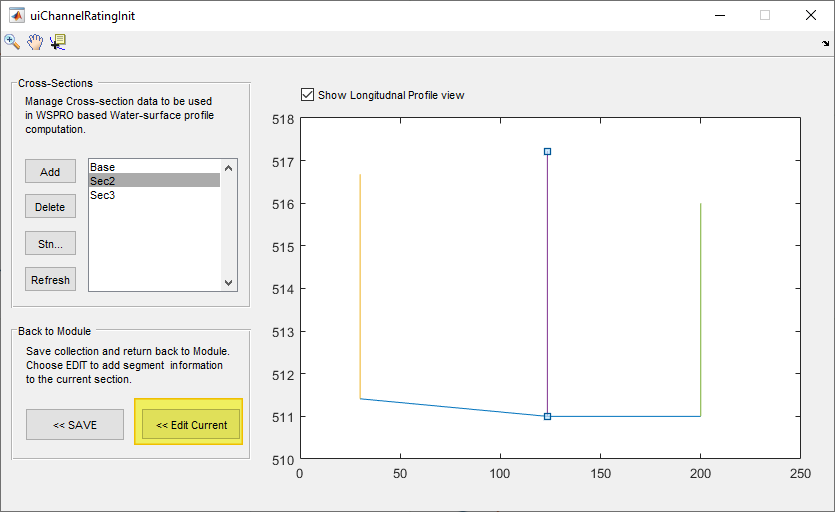 uiChannelRatingInit
Cross-Sections
Manage Cross-section data to be used
in WSPRO based Water-surface profile
computation.
Add
Delete
Stn...
Refresh
Base
Sec2
Sec3
Back to Module
Save collection and return back to Module.
Choose EDIT to add segment information
to the current section.
<< SAVE
<< Edit Current
Show Longitudnal Profile view
518
517
516
515
514
513
512
511
510
0
50
100
150
200
250